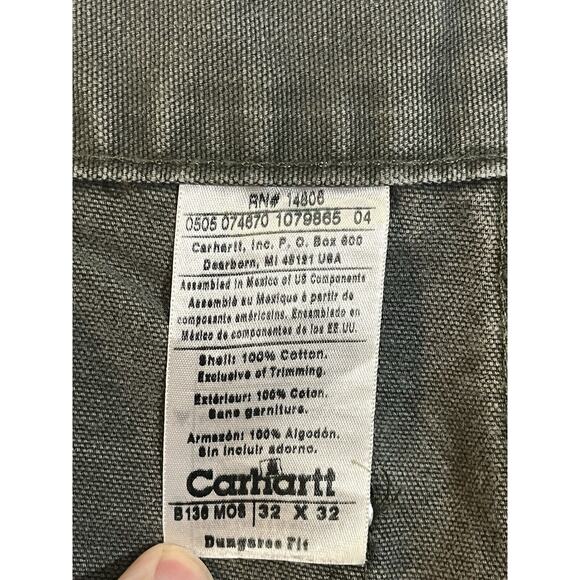 RN# 14806
0505 074670 1079865 04
Carhartt, Inc. P. O. Box 600
Dearborn, MI 48121 USA
Assembled in Mexico of US Components
Assemblé au Mexique à partir de
composante américains. Ensamblado en
México de componentes de los EE.UU.
Shell: 100% Cotton.
Exclusive of Trimming.
Extérieur: 100% Coton.
Sans garniture.
Armazón: 100% Algodón.
Sin incluir adorno.
Carhartt
B136 MOS 32 X 32
Dungaree Fit